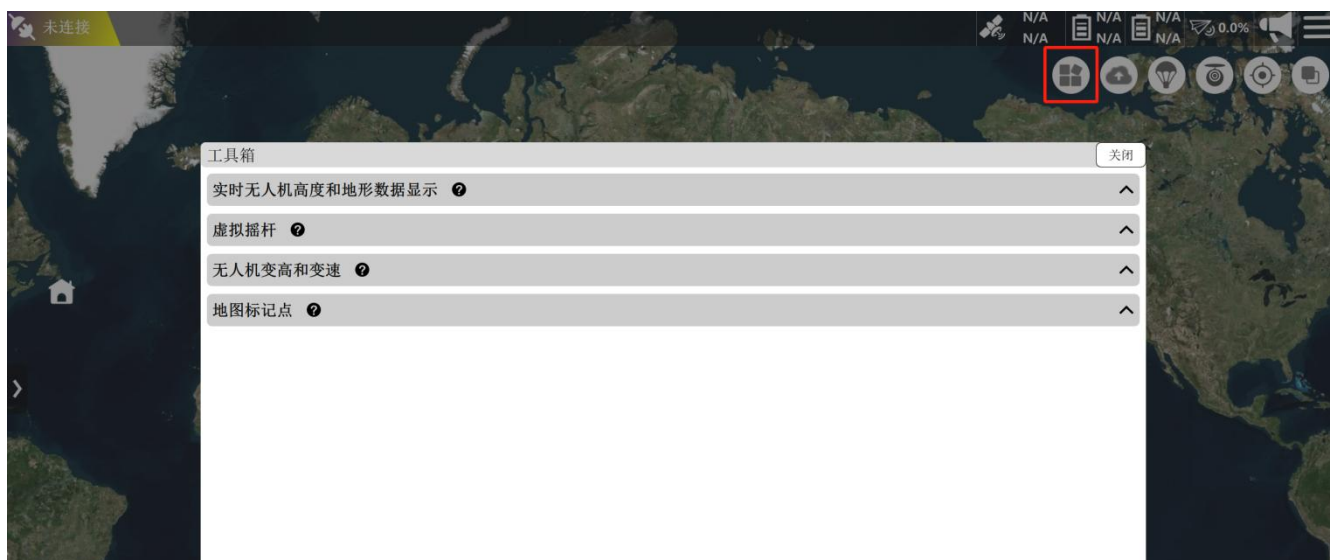 未连接
N/A N/A N/A 0.0%
N/A N/A N/A
工具箱 关闭
实时无人机高度和地形数据显示 ?
虚拟摇杆 ?
无人机变高和变速 ?
地图标记点 ?